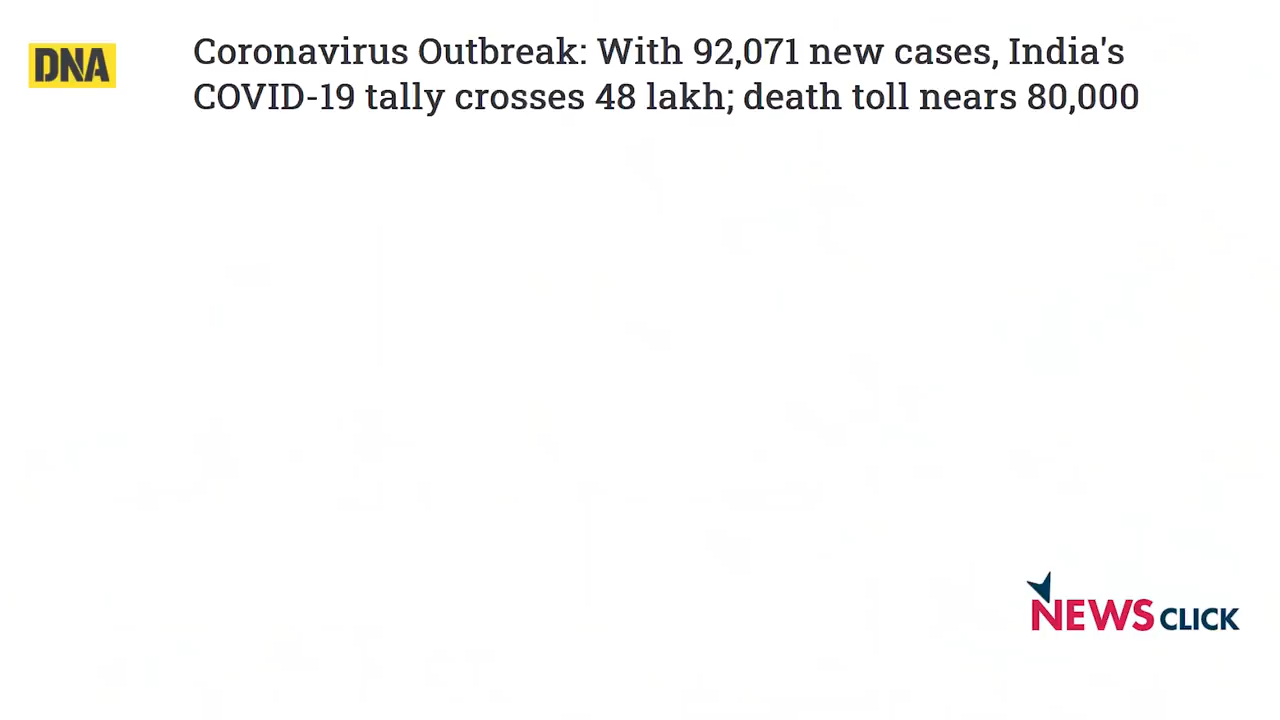 DNA
Coronavirus Outbreak: With 92,071 new cases, India's
COVID-19 tally crosses 48 lakh; death toll nears 80,000
NEWS CLICK